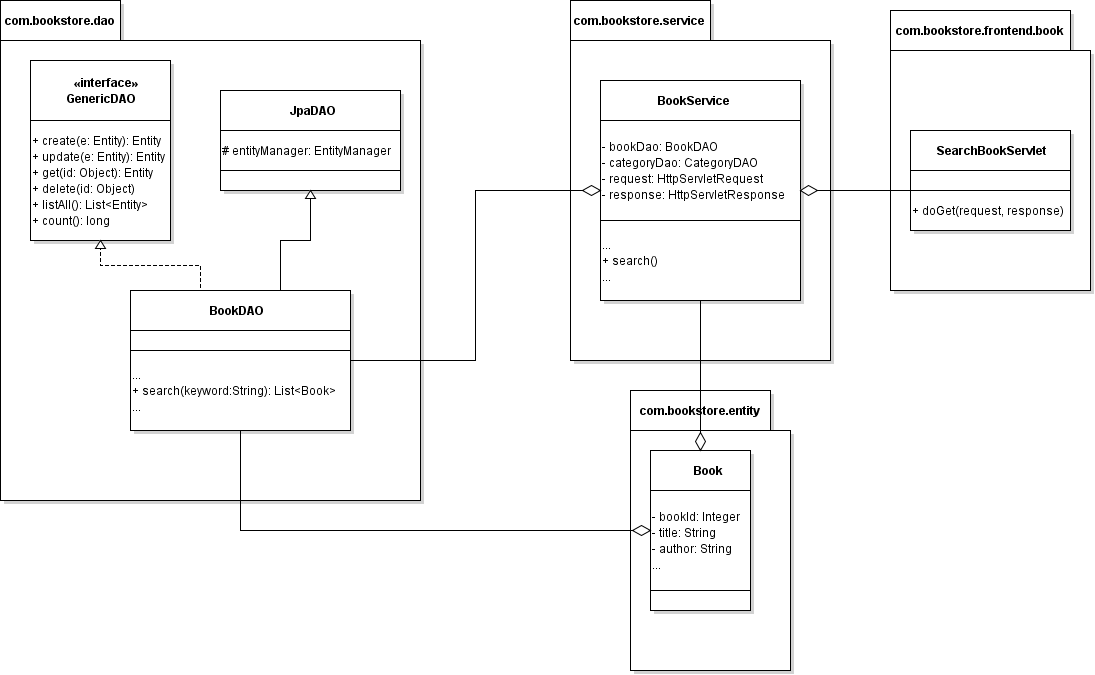 com.bookstore.dao
«interface»
GenericDAO
+ create(e: Entity): Entity
+ update(e: Entity): Entity
+ get(id: Object): Entity
+ delete(id: Object)
+ listAll(): List<Entity>
+ count(): long
JpaDAO
# entityManager: EntityManager
BookDAO
...
+ search(keyword:String): List<Book>
...
com.bookstore.service
BookService
- bookDao: BookDAO
- categoryDao: CategoryDAO
- request: HttpServletRequest
- response: HttpServletResponse
...
+ search()
...
com.bookstore.frontend.book
SearchBookServlet
+ doGet(request, response)
com.bookstore.entity
Book
- bookId: Integer
- title: String
- author: String
...